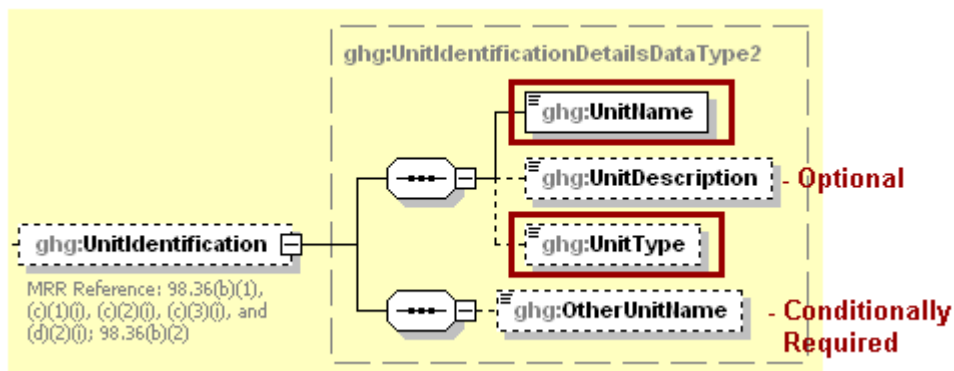 ghg:UnitIdentificationDetailsDataType2
ghg:UnitName
ghg:UnitDescription
- Optional
ghg:UnitIdentification
ghg:UnitType
MRR Reference: 98.36(b)(1),
(c)(1)(i), (c)(2)(i), (c)(3)(i), and
(d)(2)(i); 98.36(b)(2)
ghg:OtherUnitName
- Conditionally
Required